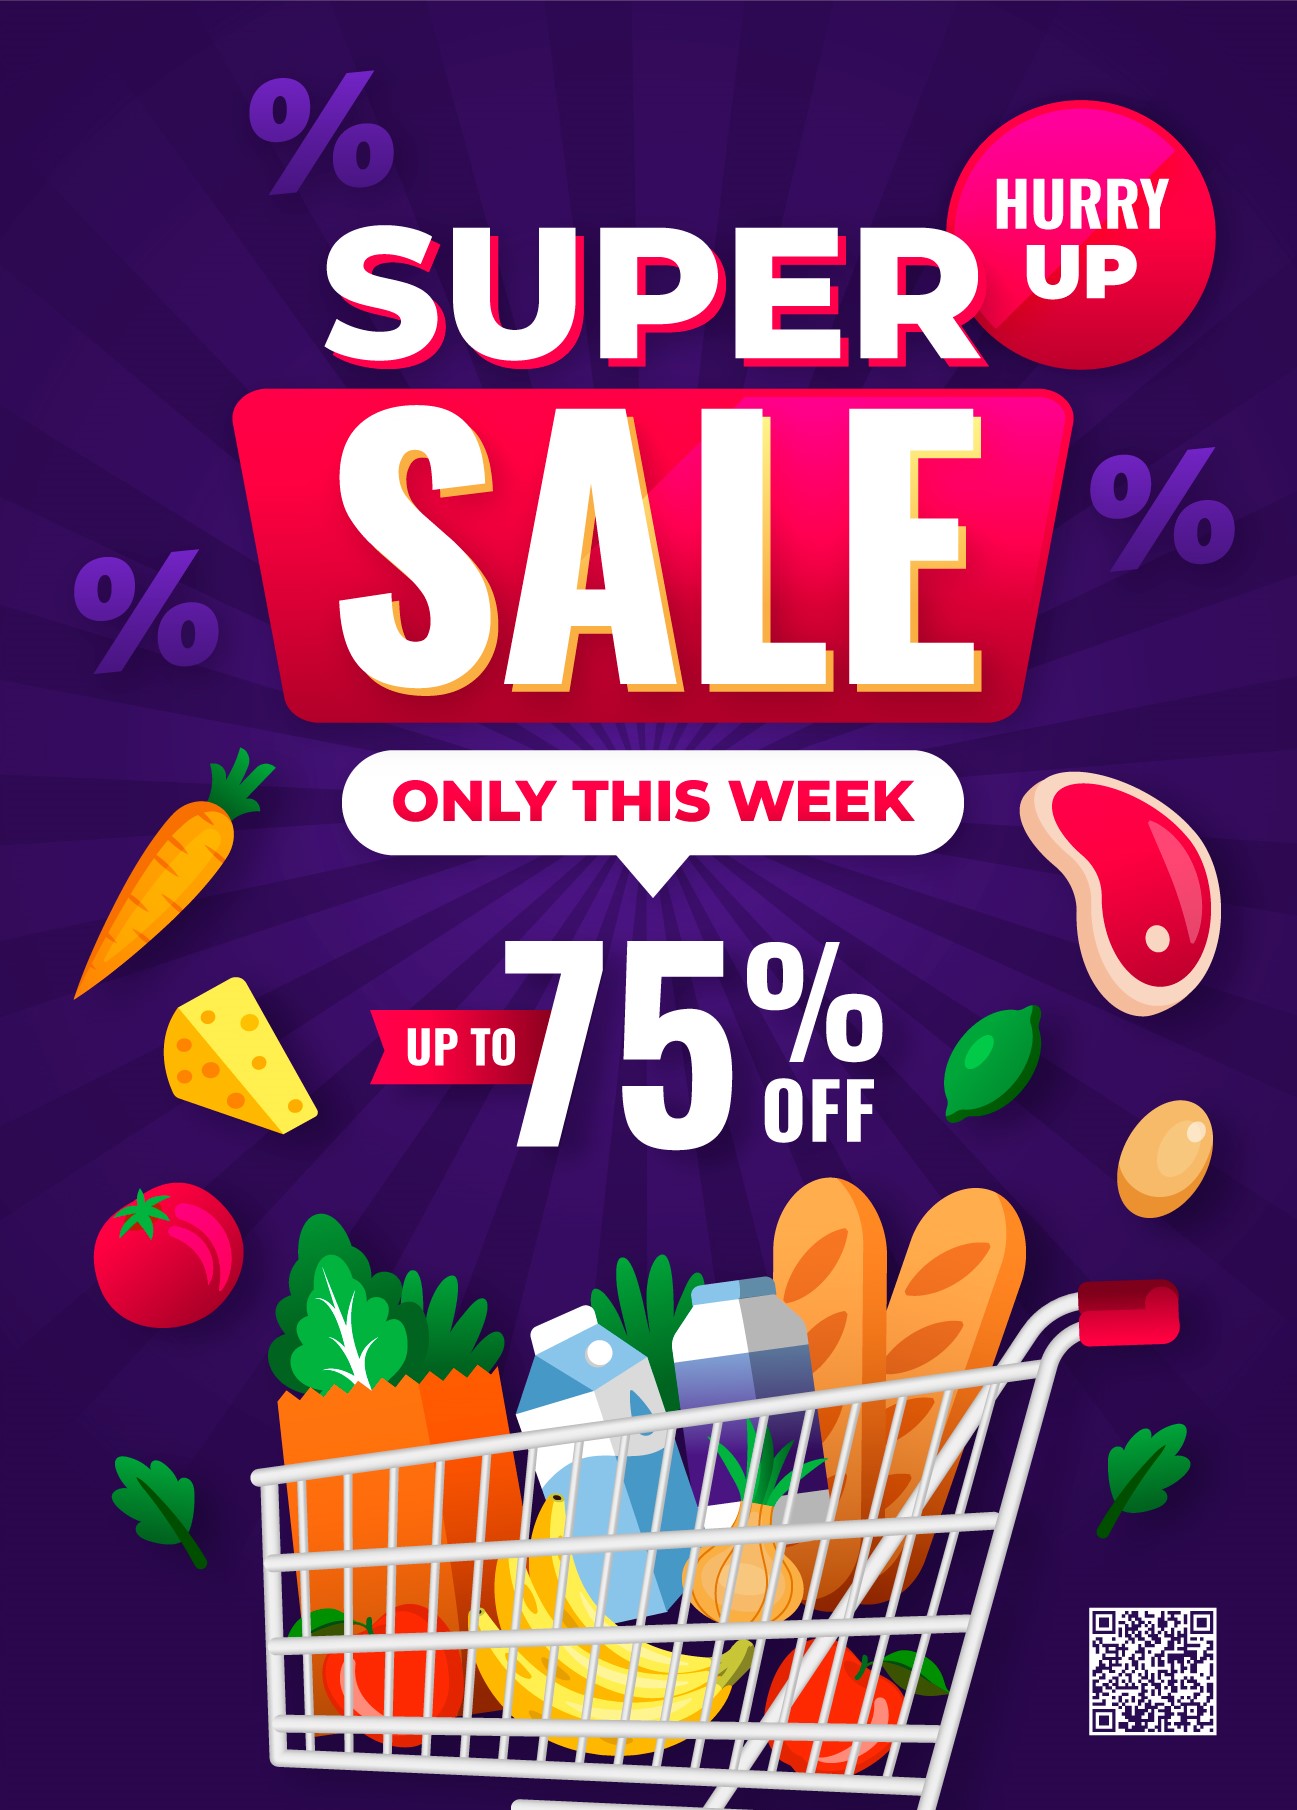 %
HURRY
UP
SUPER
SALE
%
%
ONLY THIS WEEK
UP TO 75% OFF